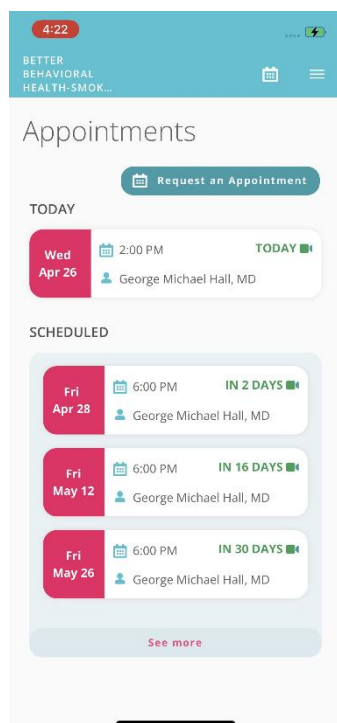 4:22
BETTER
BEHAVIORAL
HEALTH-SMOK...
Appointments
Request an Appointment
TODAY
Wed
Apr 26
2:00 PM
TODAY
George Michael Hall, MD
SCHEDULED
Fri
Apr 28
6:00 PM
IN 2 DAYS
George Michael Hall, MD
Fri
May 12
6:00 PM
IN 16 DAYS
George Michael Hall, MD
Fri
May 26
6:00 PM
IN 30 DAYS
George Michael Hall, MD
See more